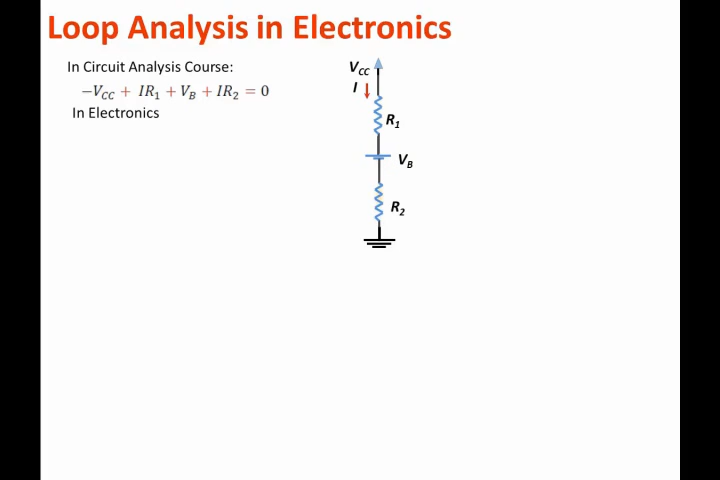 Loop Analysis in Electronics
In Circuit Analysis Course:
−V_CC + IR_1 + V_B + IR_2 = 0
In Electronics
V_CC
I
R_1
V_B
R_2